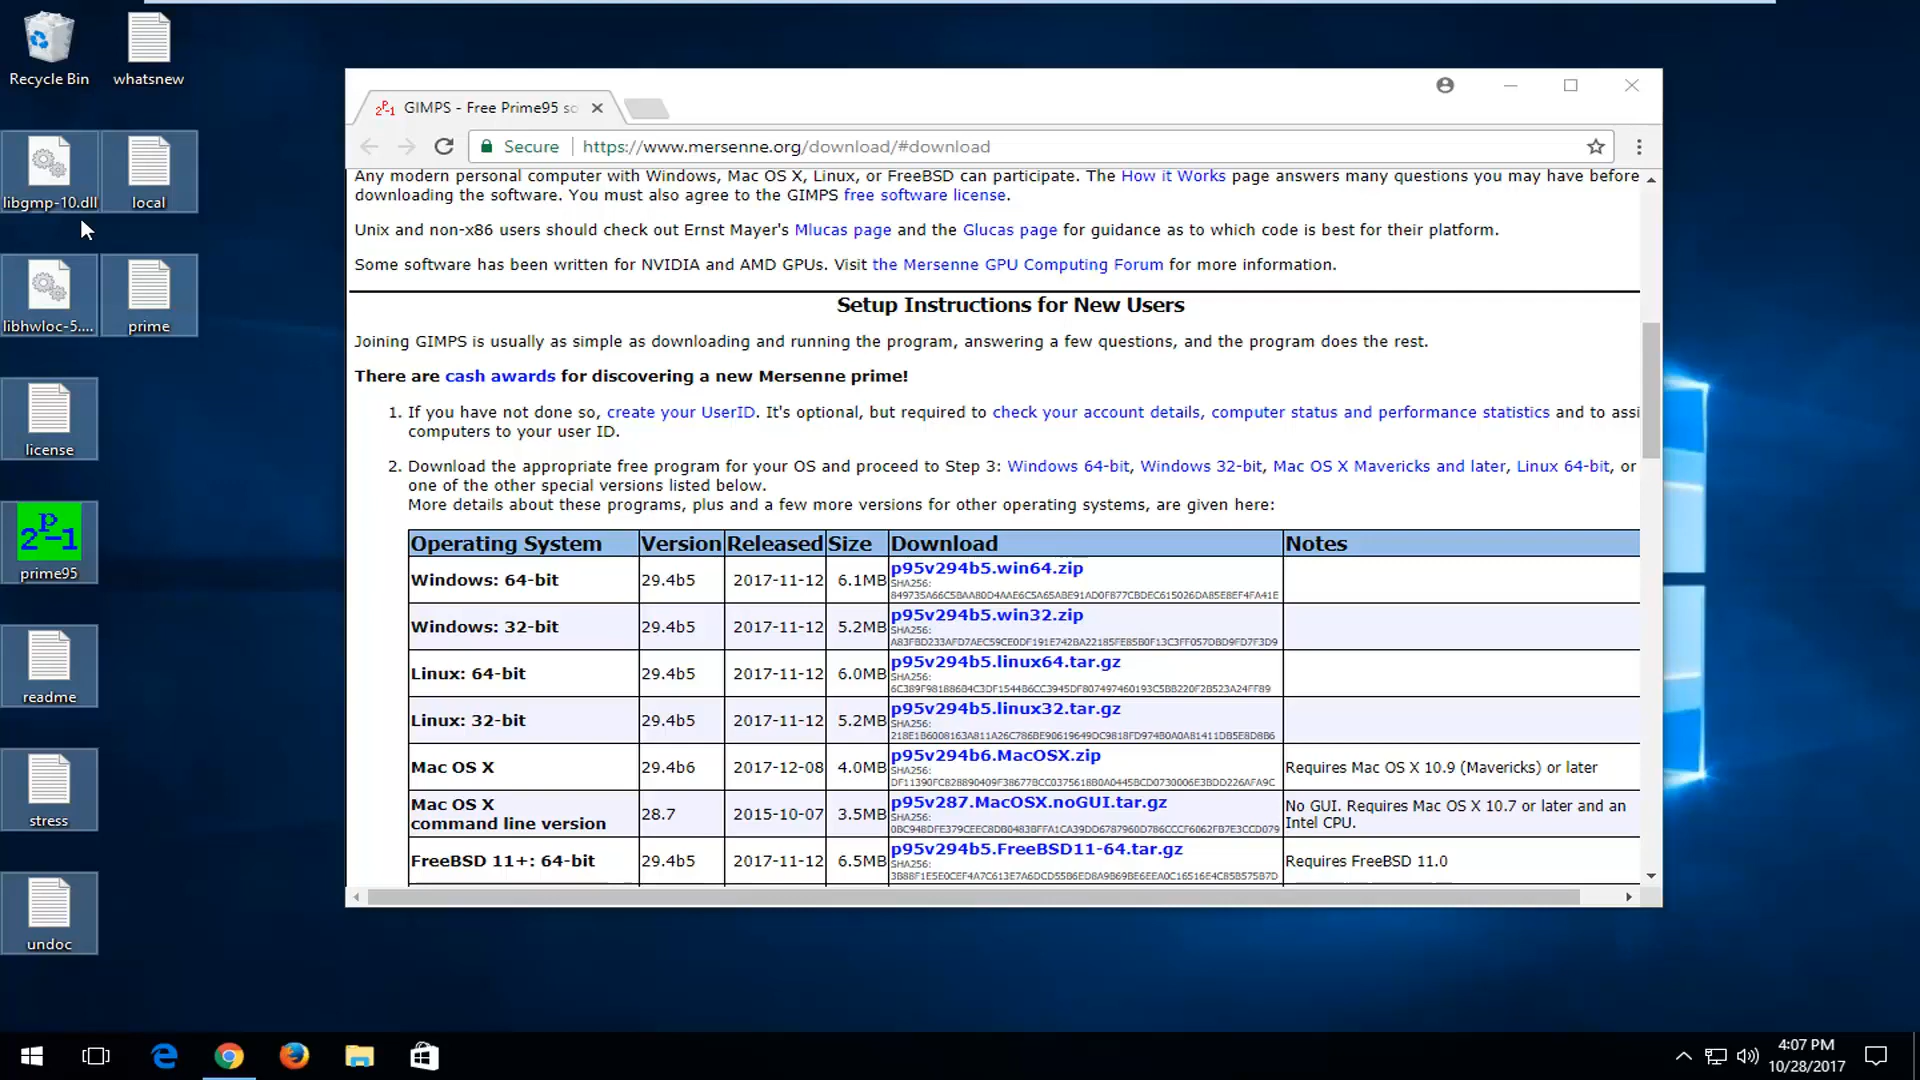 Recycle Bin
whatsnew
libgmp-10.dll
local
libhwloc-5....
prime
license
2P-1
prime95
readme
stress
undoc
2P-1 GIMPS - Free Prime95 so
Secure https://www.mersenne.org/download/#download
Any modern personal computer with Windows, Mac OS X, Linux, or FreeBSD can participate. The How it Works page answers many questions you may have before
downloading the software. You must also agree to the GIMPS free software license.
Unix and non-x86 users should check out Ernst Mayer's Mlucas page and the Glucas page for guidance as to which code is best for their platform.
Some software has been written for NVIDIA and AMD GPUs. Visit the Mersenne GPU Computing Forum for more information.
Setup Instructions for New Users
Joining GIMPS is usually as simple as downloading and running the program, answering a few questions, and the program does the rest.
There are cash awards for discovering a new Mersenne prime!
1. If you have not done so, create your UserID. It's optional, but required to check your account details, computer status and performance statistics and to assi
computers to your user ID.
2. Download the appropriate free program for your OS and proceed to Step 3: Windows 64-bit, Windows 32-bit, Mac OS X Mavericks and later, Linux 64-bit, or
one of the other special versions listed below.
More details about these programs, plus and a few more versions for other operating systems, are given here:
Operating System Version Released Size Download Notes
Windows: 64-bit 29.4b5 2017-11-12 6.1MB p95v294b5.win64.zip
SHA256:
Windows: 32-bit 29.4b5 2017-11-12 5.2MB p95v294b5.win32.zip
SHA256:
Linux: 64-bit 29.4b5 2017-11-12 6.0MB p95v294b5.linux64.tar.gz
SHA256:
Linux: 32-bit 29.4b5 2017-11-12 5.2MB p95v294b5.linux32.tar.gz
SHA256:
Mac OS X 29.4b6 2017-12-08 4.0MB p95v294b6.MacOSX.zip Requires Mac OS X 10.9 (Mavericks) or later
SHA256:
Mac OS X
command line version 28.7 2015-10-07 3.5MB p95v287.MacOSX.noGUI.tar.gz No GUI. Requires Mac OS X 10.7 or later and an
SHA256: Intel CPU.
FreeBSD 11+: 64-bit 29.4b5 2017-11-12 6.5MB p95v294b5.FreeBSD11-64.tar.gz Requires FreeBSD 11.0
SHA256:
4:07 PM
10/28/2017